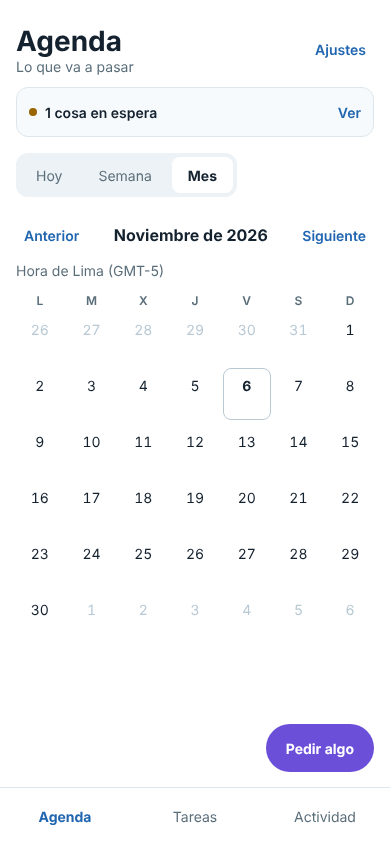 Agenda
Ajustes
Lo que va a pasar
1 cosa en espera
Ver
Hoy Semana Mes
Anterior Noviembre de 2026 Siguiente
Hora de Lima (GMT-5)
L M X J V S D
26 27 28 29 30 31 1
2 3 4 5 6 7 8
9 10 11 12 13 14 15
16 17 18 19 20 21 22
23 24 25 26 27 28 29
30 1 2 3 4 5 6
Pedir algo
Agenda Tareas Actividad